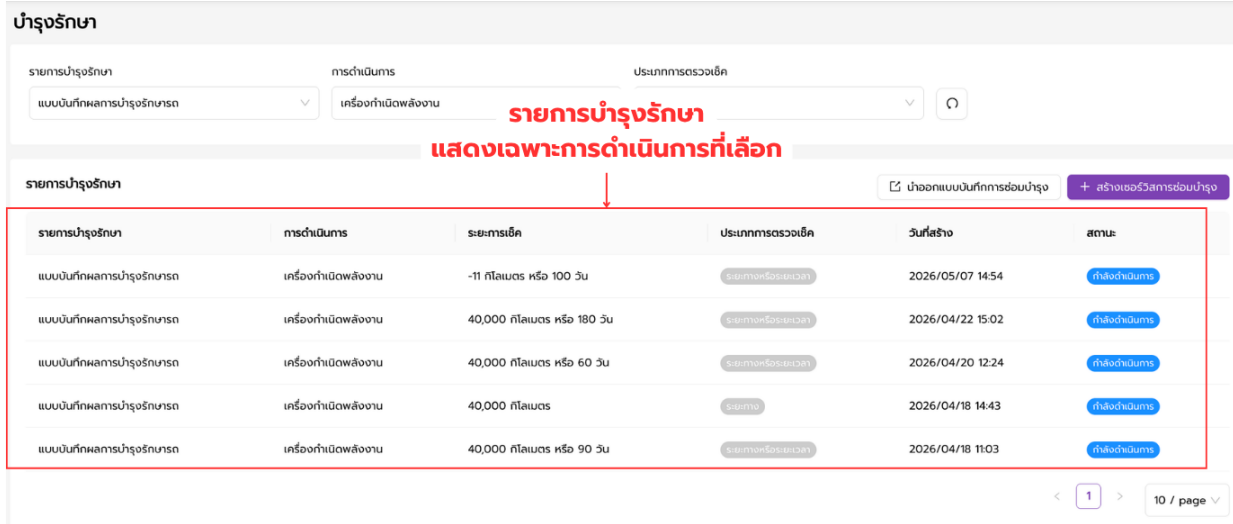 บำรุงรักษา
รายการบำรุงรักษา การดำเนินการ ประเภทการตรวจเช็ค
แบบบันทึกผลการบำรุงรักษารถ เครื่องกำเนิดพลังงาน
รายการบำรุงรักษา
แสดงเฉพาะการดำเนินการที่เลือก
รายการบำรุงรักษา นำออกแบบบันทึกการซ่อมบำรุง + สร้างเซอร์วิสการซ่อมบำรุง
รายการบำรุงรักษา การดำเนินการ ระยะการเช็ค ประเภทการตรวจเช็ค วันที่สร้าง สถานะ
แบบบันทึกผลการบำรุงรักษารถ เครื่องกำเนิดพลังงาน -11 กิโลเมตร หรือ 100 วัน ระยะทางหรือระยะเวลา 2026/05/07 14:54 กำลังดำเนินการ
แบบบันทึกผลการบำรุงรักษารถ เครื่องกำเนิดพลังงาน 40,000 กิโลเมตร หรือ 180 วัน ระยะทางหรือระยะเวลา 2026/04/22 15:02 กำลังดำเนินการ
แบบบันทึกผลการบำรุงรักษารถ เครื่องกำเนิดพลังงาน 40,000 กิโลเมตร หรือ 60 วัน ระยะทางหรือระยะเวลา 2026/04/20 12:24 กำลังดำเนินการ
แบบบันทึกผลการบำรุงรักษารถ เครื่องกำเนิดพลังงาน 40,000 กิโลเมตร ระยะทาง 2026/04/18 14:43 กำลังดำเนินการ
แบบบันทึกผลการบำรุงรักษารถ เครื่องกำเนิดพลังงาน 40,000 กิโลเมตร หรือ 90 วัน ระยะทางหรือระยะเวลา 2026/04/18 11:03 กำลังดำเนินการ
< 1 > 10 / page